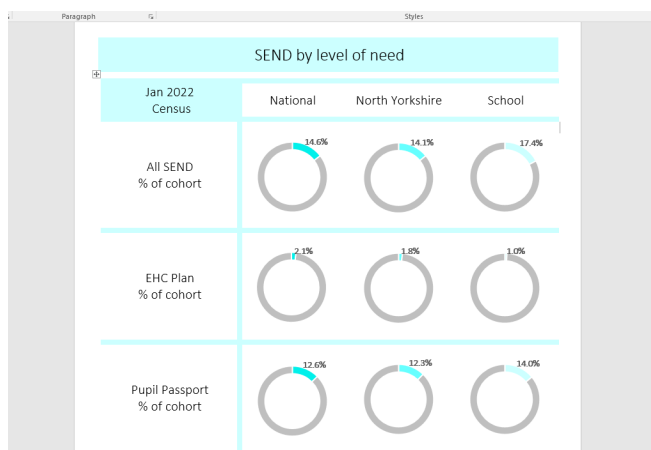 Paragraph
Styles
SEND by level of need
Jan 2022
Census
National
North Yorkshire
School
All SEND
% of cohort
14.6%
14.1%
17.4%
EHC Plan
% of cohort
2.1%
1.8%
1.0%
Pupil Passport
% of cohort
12.6%
12.3%
14.0%